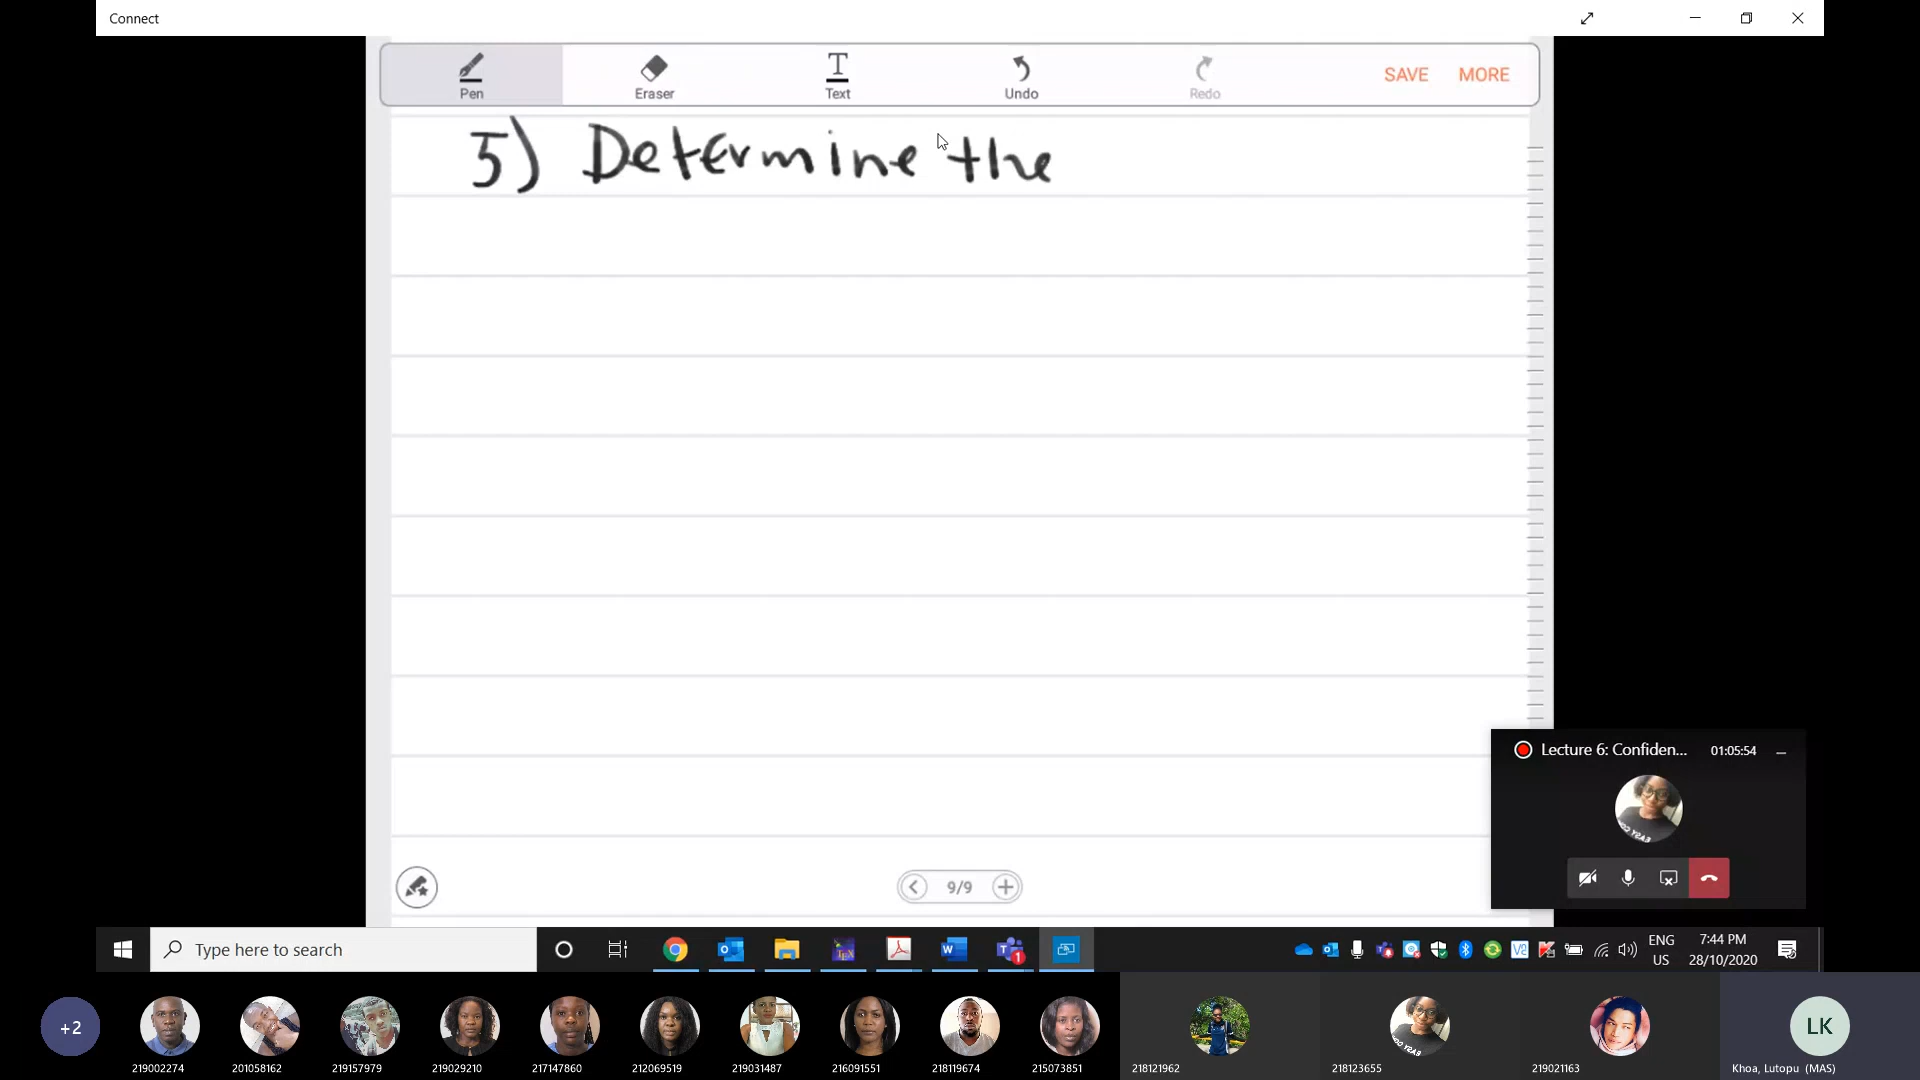 Connect
Pen
Eraser
Text
Undo
Redo
SAVE
MORE
5) Determine the
Lecture 6: Confiden...
01:05:54
EASY
9/9
Type here to search
ENG
US
7:44 PM
28/10/2020
+2
219002274
201058162
219157979
219029210
217147860
212069519
219031487
216091551
218119674
215073851
218121962
218123655
219021163
LK
Khoa, Lutopu (MAS)